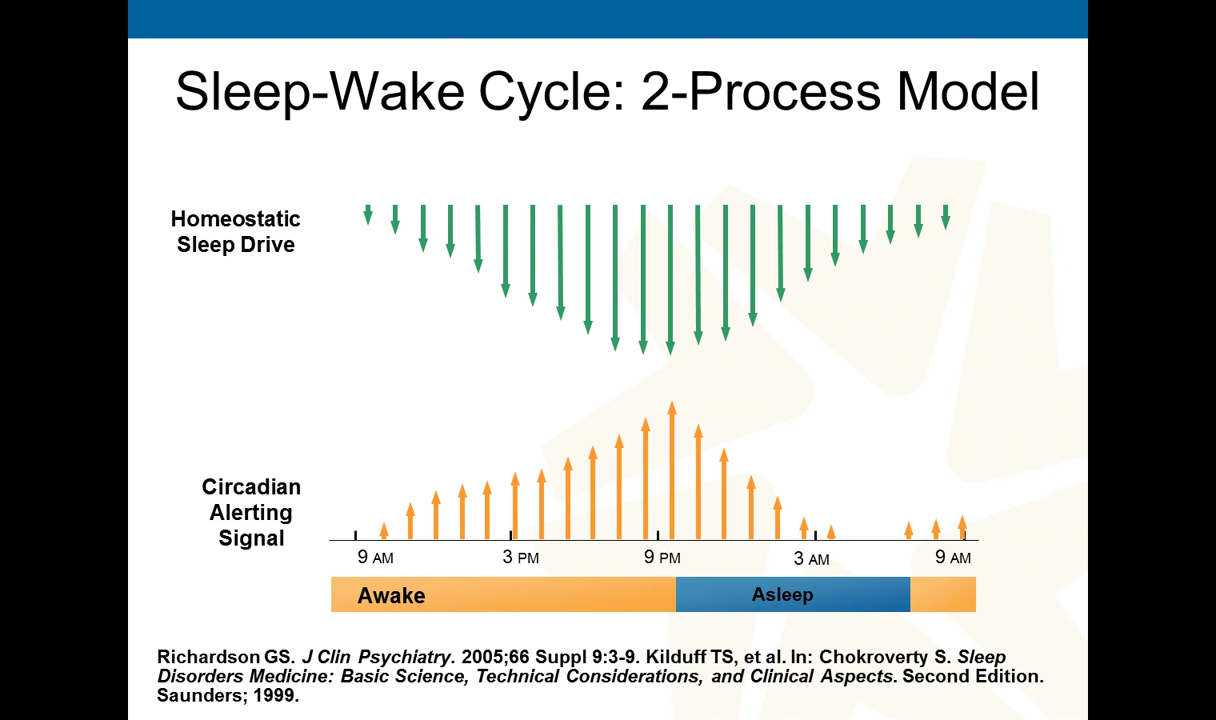 Sleep-Wake Cycle: 2-Process Model
Homeostatic
Sleep Drive
Circadian
Alerting
Signal
9 AM
3 PM
9 PM
3 AM
9 AM
Awake
Asleep
Richardson GS. J Clin Psychiatry. 2005;66 Suppl 9:3-9. Kilduff TS, et al. In: Chokroverty S. Sleep
Disorders Medicine: Basic Science, Technical Considerations, and Clinical Aspects. Second Edition.
Saunders; 1999.